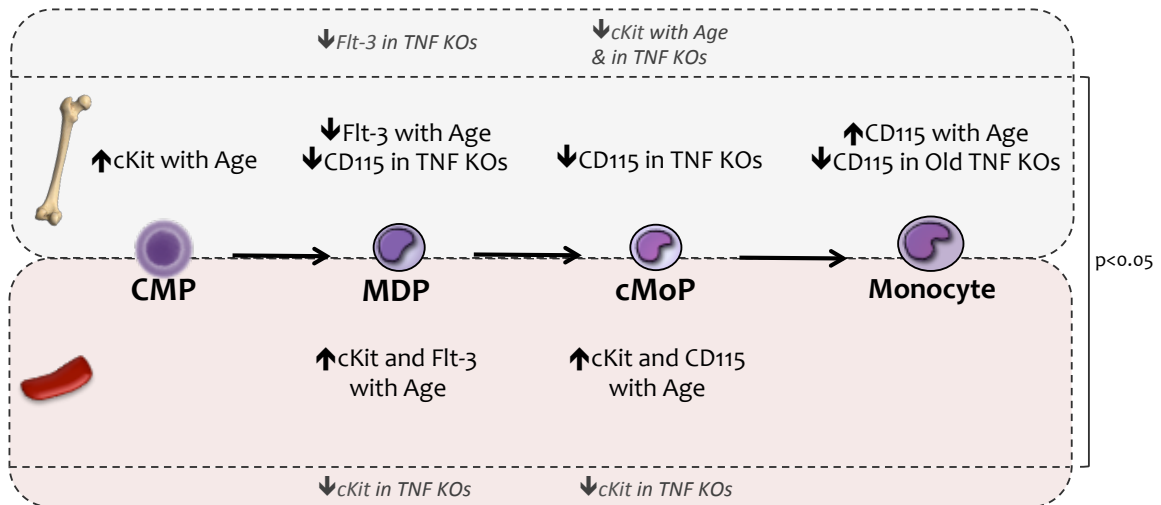 🡻Flt-3 in TNF KOs
🡻cKit with Age
& in TNF KOs
🡹cKit with Age
🡻Flt-3 with Age
🡻CD115 in TNF KOs
🡻CD115 in TNF KOs
🡹CD115 with Age
🡻CD115 in Old TNF KOs
CMP
MDP
cMoP
Monocyte
p<0.05
🡹cKit and Flt-3
with Age
🡹cKit and CD115
with Age
🡻cKit in TNF KOs
🡻cKit in TNF KOs